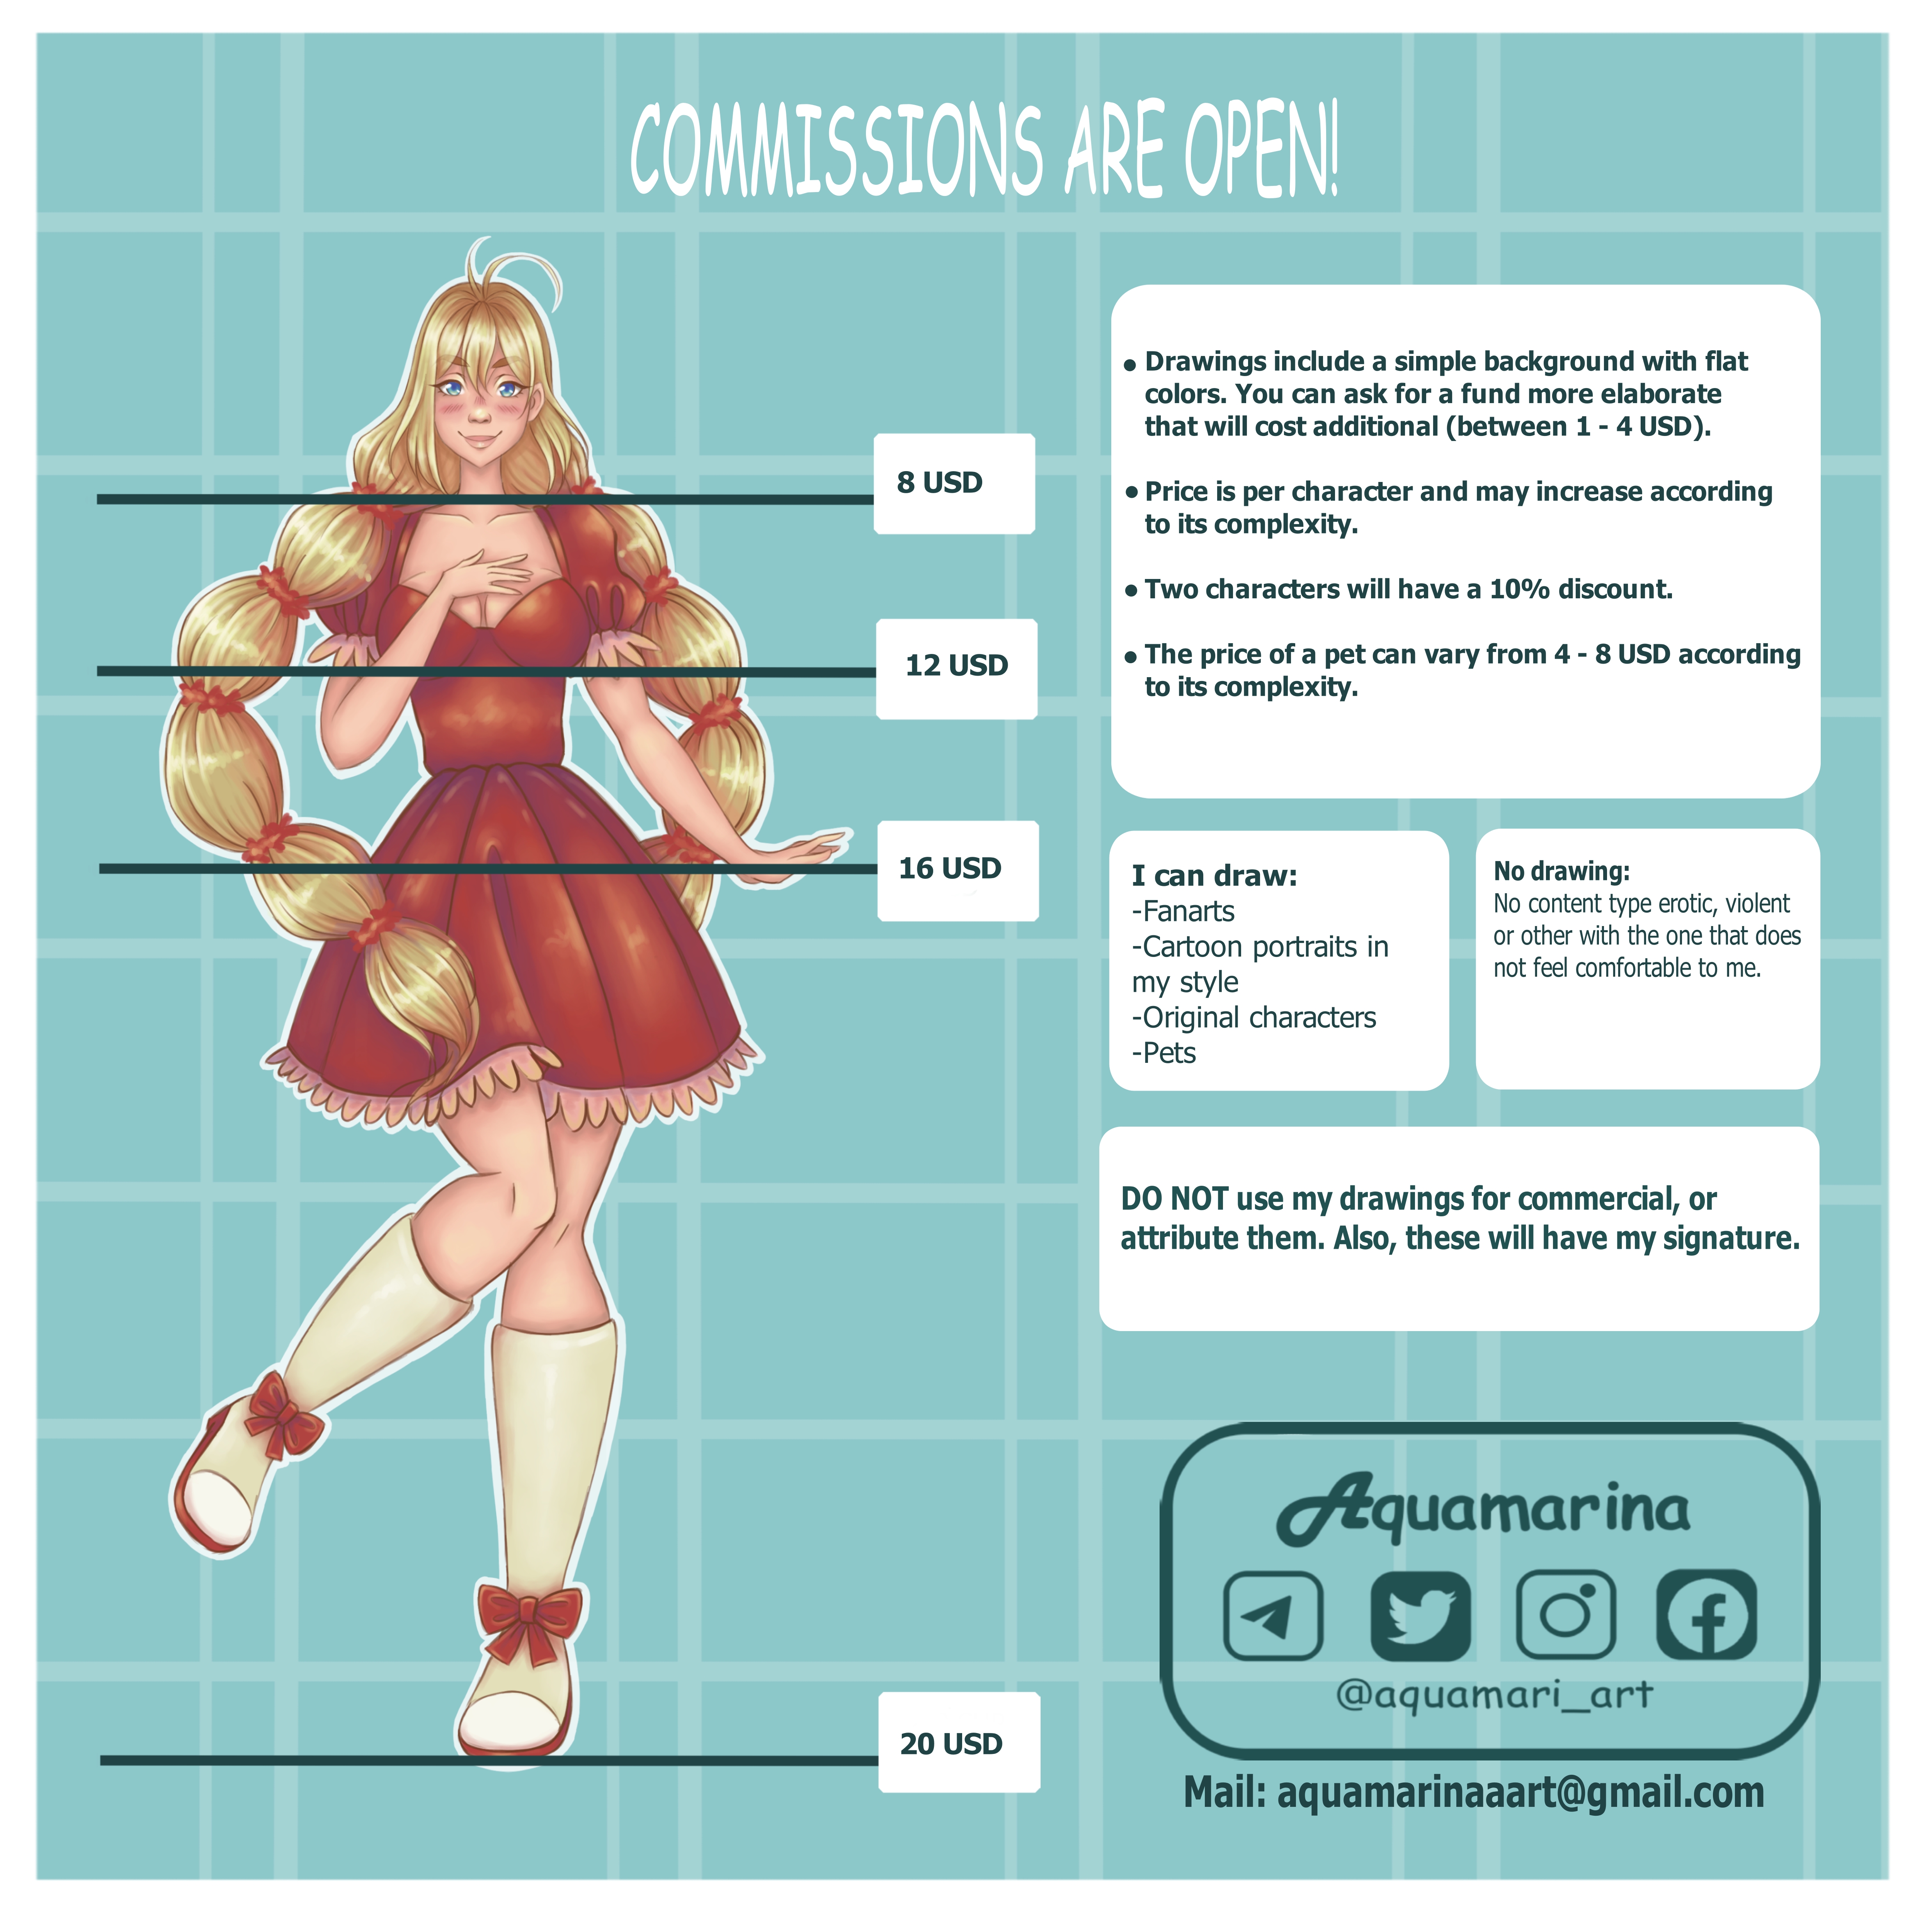 COMMISSIONS ARE OPEN!
8 USD
12 USD
16 USD
20 USD
• Drawings include a simple background with flat
colors. You can ask for a fund more elaborate
that will cost additional (between 1 - 4 USD).
• Price is per character and may increase according
to its complexity.
• Two characters will have a 10% discount.
• The price of a pet can vary from 4 - 8 USD according
to its complexity.
I can draw:
-Fanarts
-Cartoon portraits in
my style
-Original characters
-Pets
No drawing:
No content type erotic, violent
or other with the one that does
not feel comfortable to me.
DO NOT use my drawings for commercial, or
attribute them. Also, these will have my signature.
Aquamarina
@aquamari_art
Mail: aquamarinaaart@gmail.com